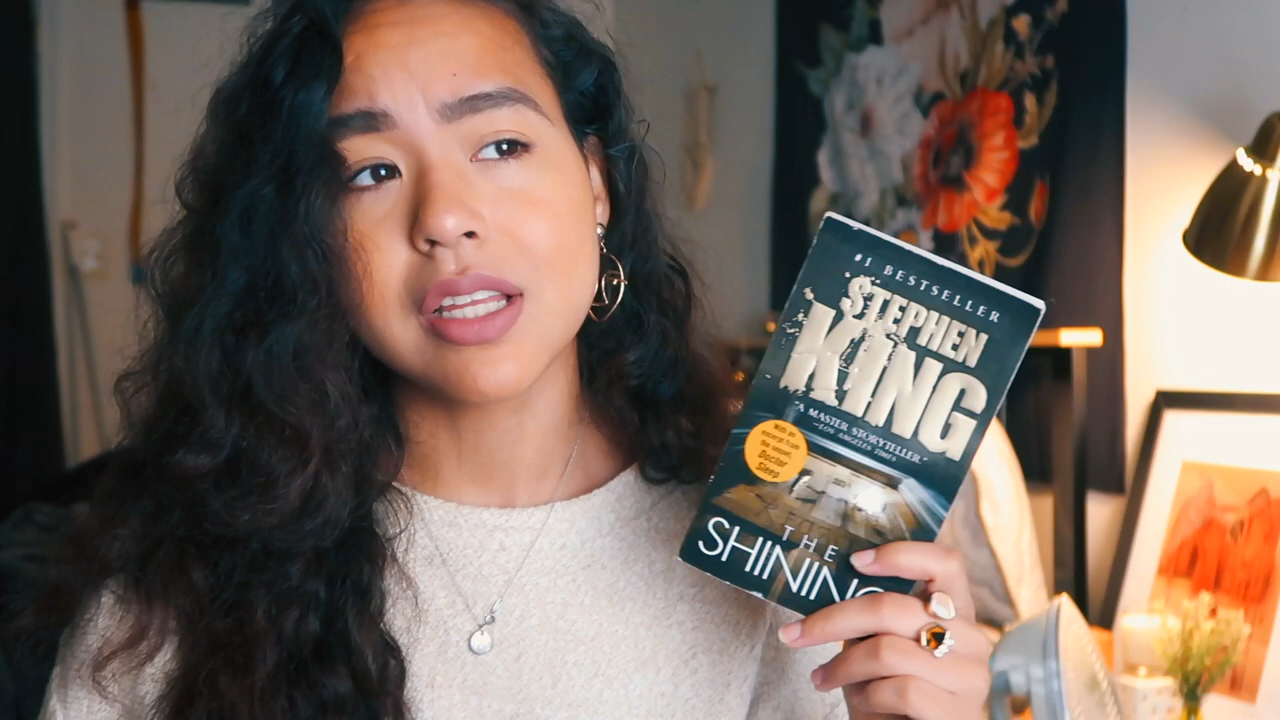 #1 BESTSELLER
STEPHEN
KING
"A MASTER STORYTELLER."
—LOS ANGELES TIMES
With an
excerpt from
the sequel,
Doctor
Sleep
THE
SHINING